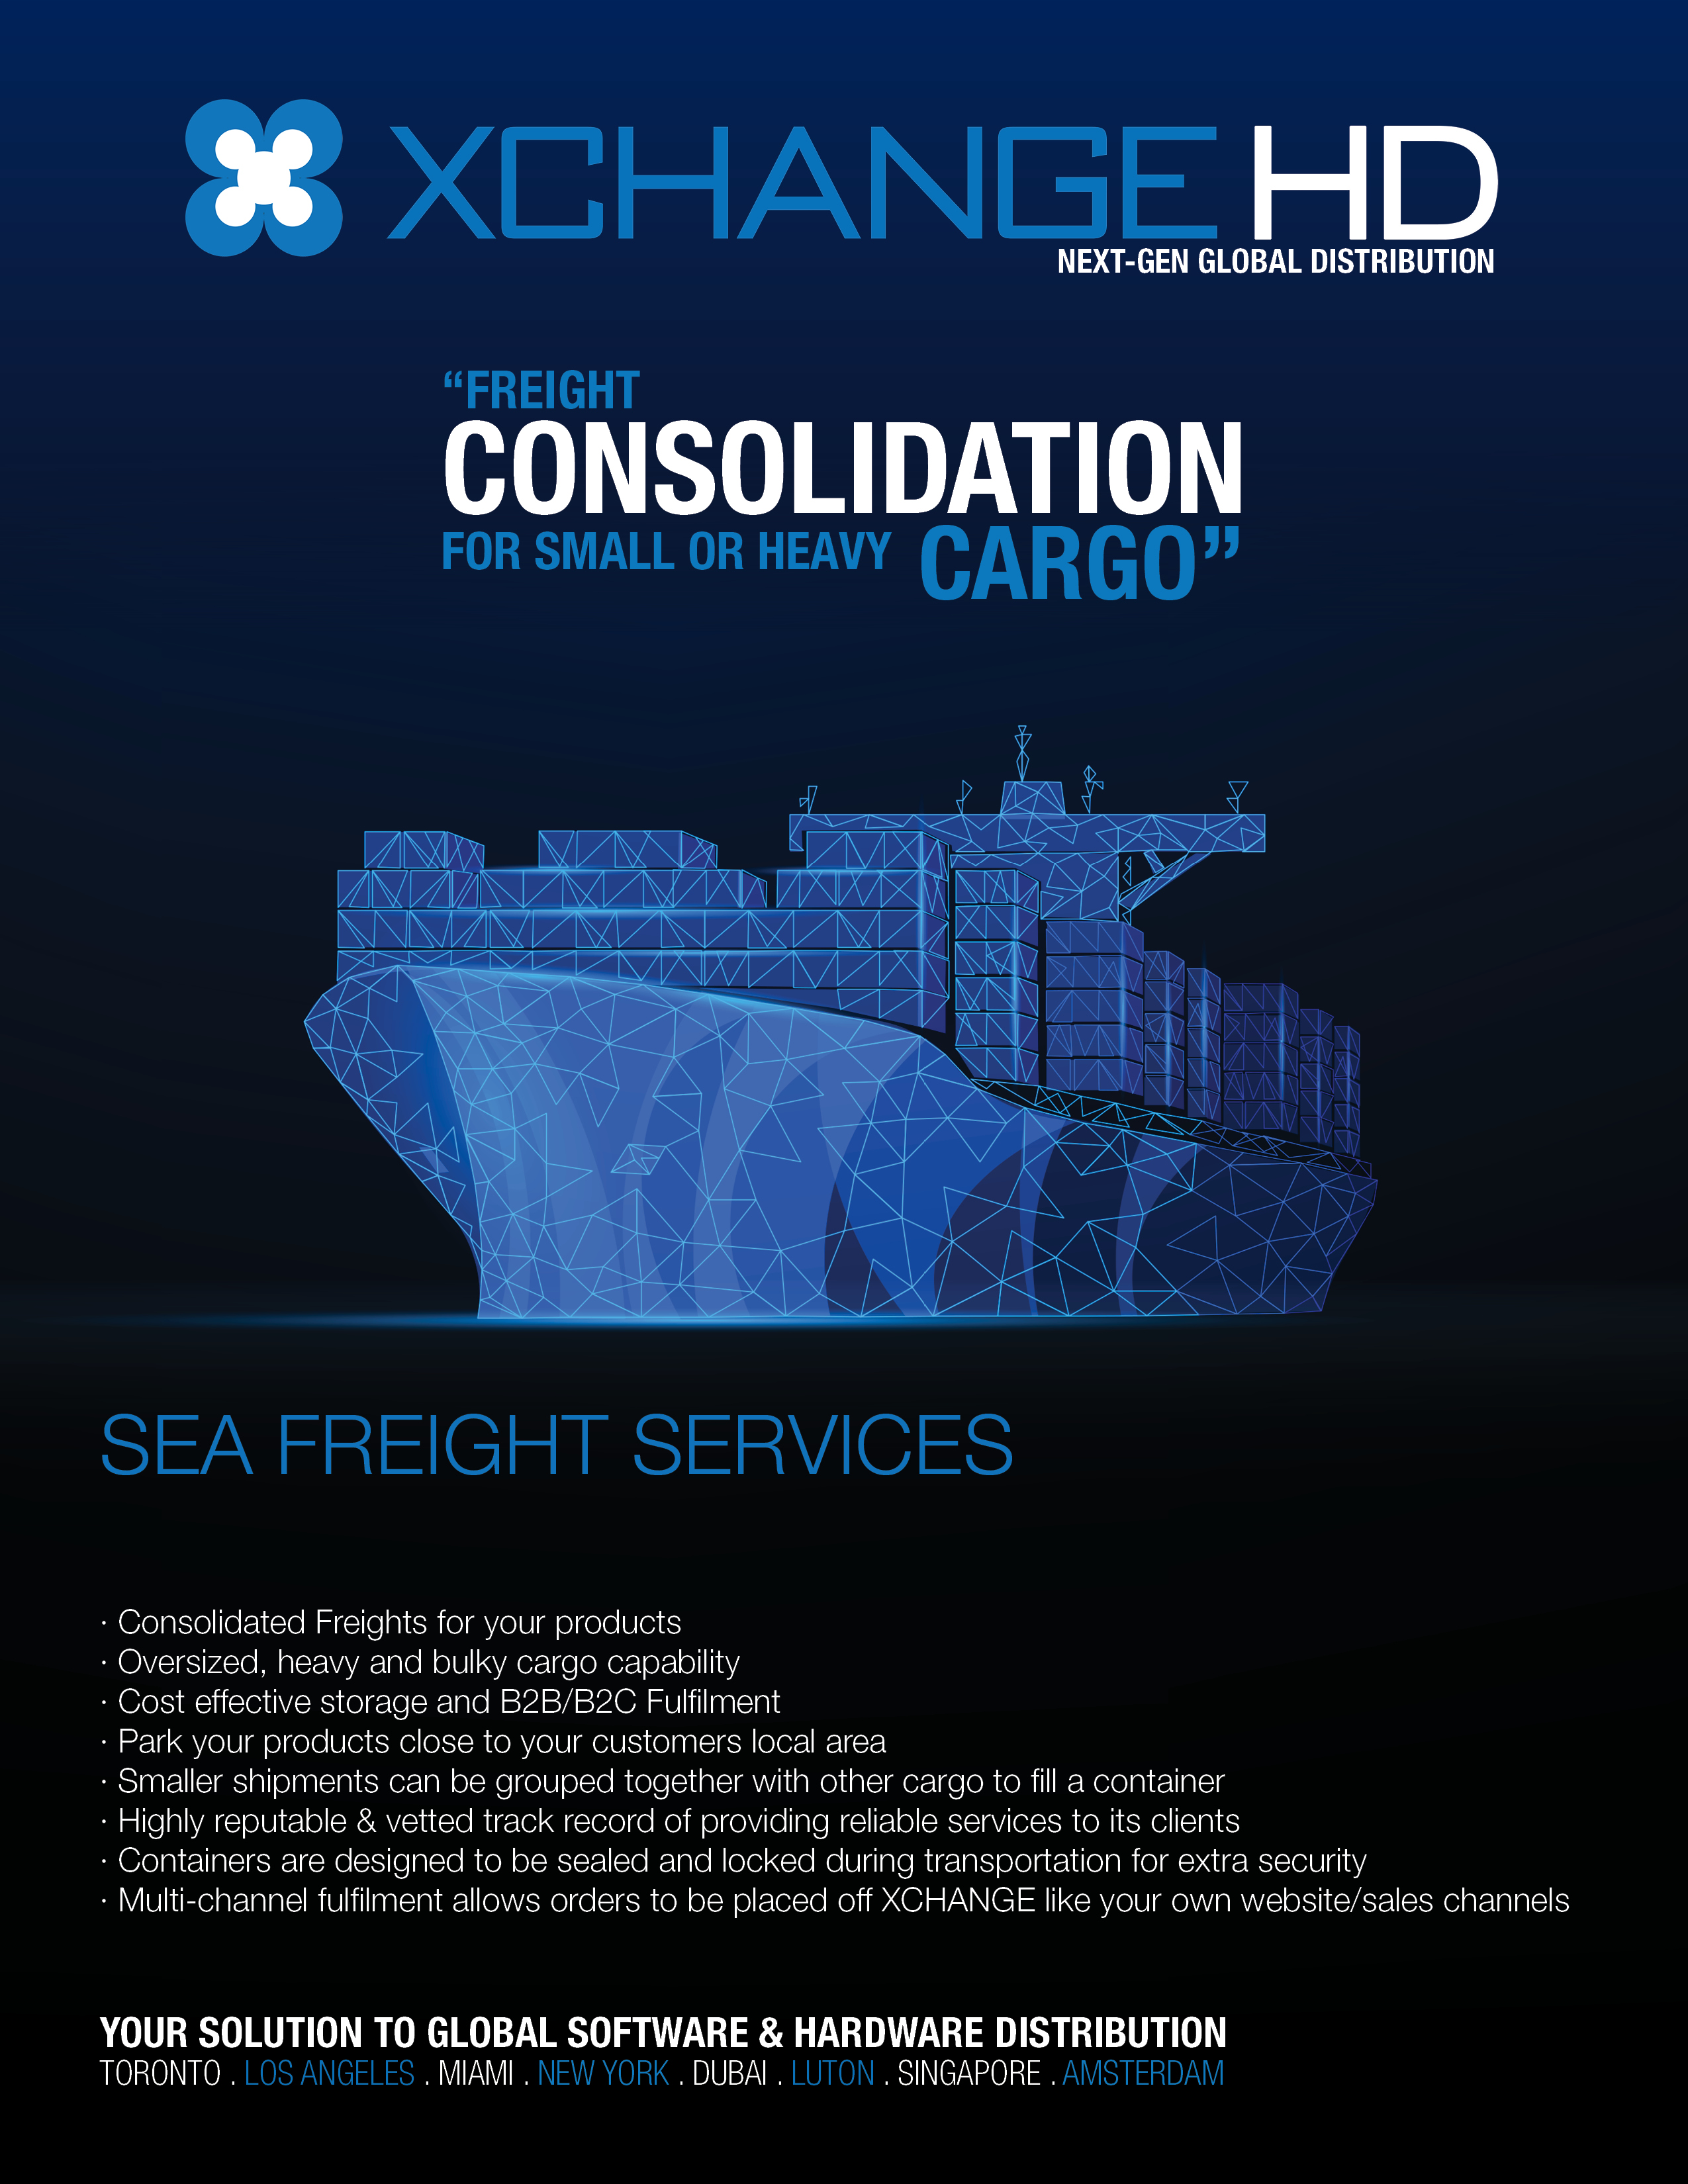 XCHANGE HD
NEXT-GEN GLOBAL DISTRIBUTION
“FREIGHT
CONSOLIDATION
FOR SMALL OR HEAVY CARGO”
SEA FREIGHT SERVICES
· Consolidated Freights for your products
· Oversized, heavy and bulky cargo capability
· Cost effective storage and B2B/B2C Fulfilment
· Park your products close to your customers local area
· Smaller shipments can be grouped together with other cargo to fill a container
· Highly reputable & vetted track record of providing reliable services to its clients
· Containers are designed to be sealed and locked during transportation for extra security
· Multi-channel fulfilment allows orders to be placed off XCHANGE like your own website/sales channels
YOUR SOLUTION TO GLOBAL SOFTWARE & HARDWARE DISTRIBUTION
TORONTO . LOS ANGELES . MIAMI . NEW YORK . DUBAI . LUTON . SINGAPORE . AMSTERDAM